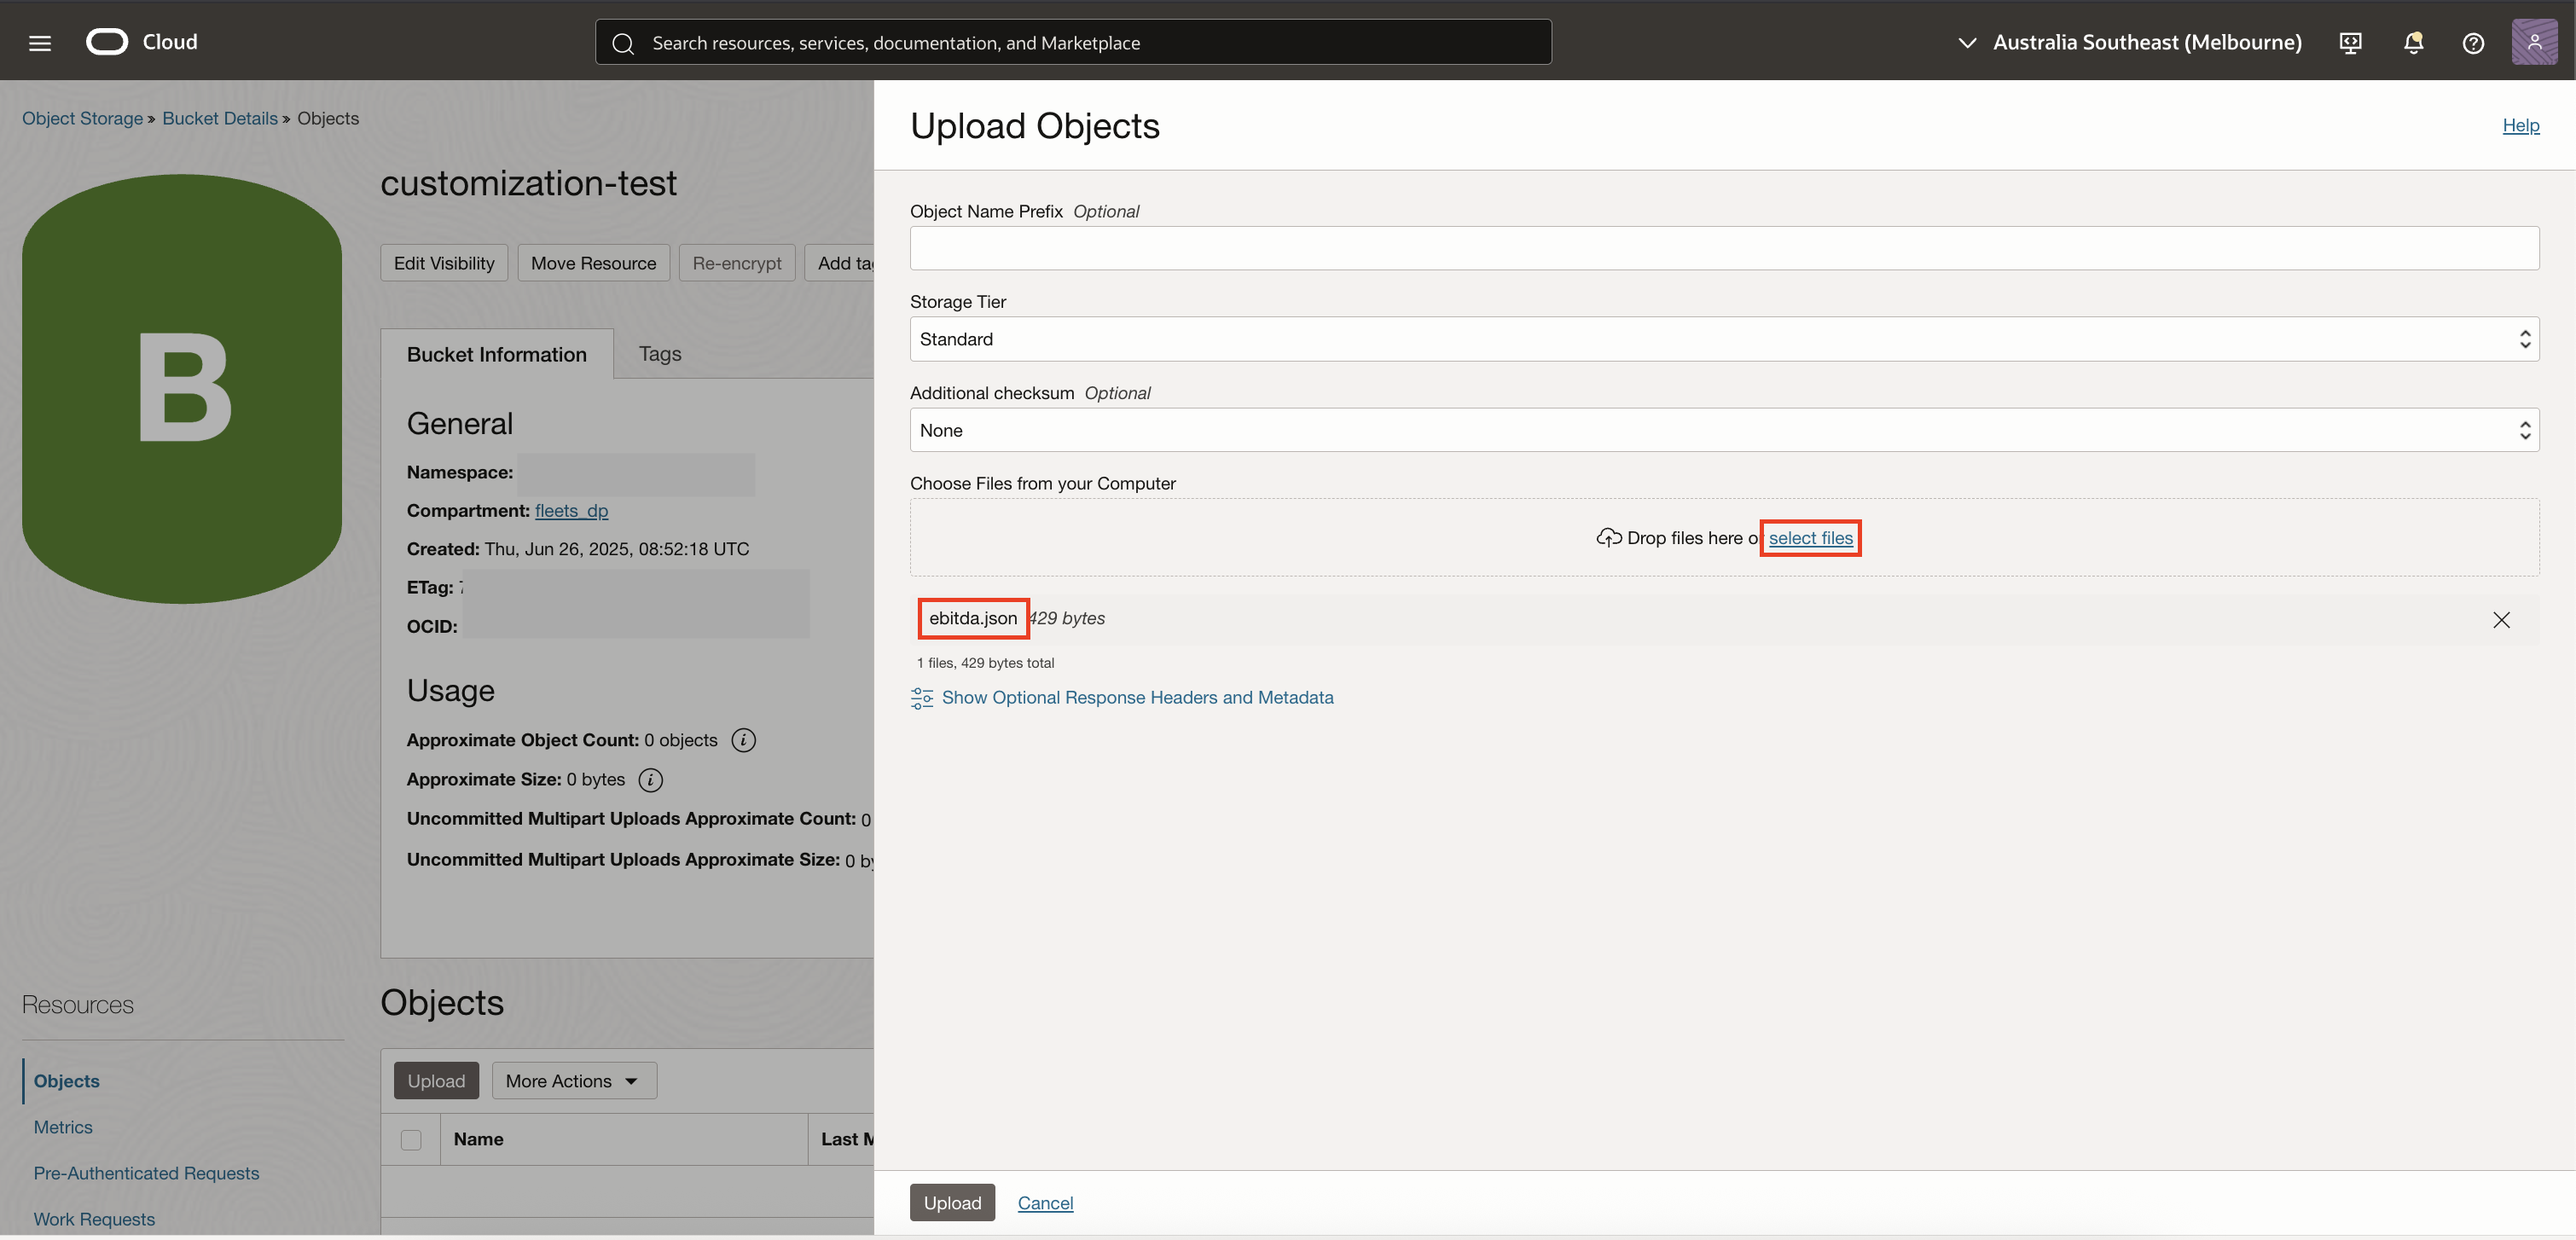 Cloud
Search resources, services, documentation, and Marketplace
Australia Southeast (Melbourne)
Object Storage » Bucket Details » Objects
B
customization-test
Edit Visibility
Move Resource
Re-encrypt
Add
Bucket Information
Tags
General
Namespace:
Compartment: fleets_dp
Created: Thu, Jun 26, 2025, 08:52:18 UTC
ETag:
OCID:
Usage
Approximate Object Count: 0 objects
Approximate Size: 0 bytes
Uncommitted Multipart Uploads Approximate Count: 0
Uncommitted Multipart Uploads Approximate Size: 0
Resources
Objects
Metrics
Pre-Authenticated Requests
Work Requests
Objects
Upload
More Actions
Name
Last
Upload Objects
Help
Object Name Prefix Optional
Storage Tier
Standard
Additional checksum Optional
None
Choose Files from your Computer
Drop files here or select files
ebitda.json 429 bytes
1 files, 429 bytes total
Show Optional Response Headers and Metadata
Upload
Cancel